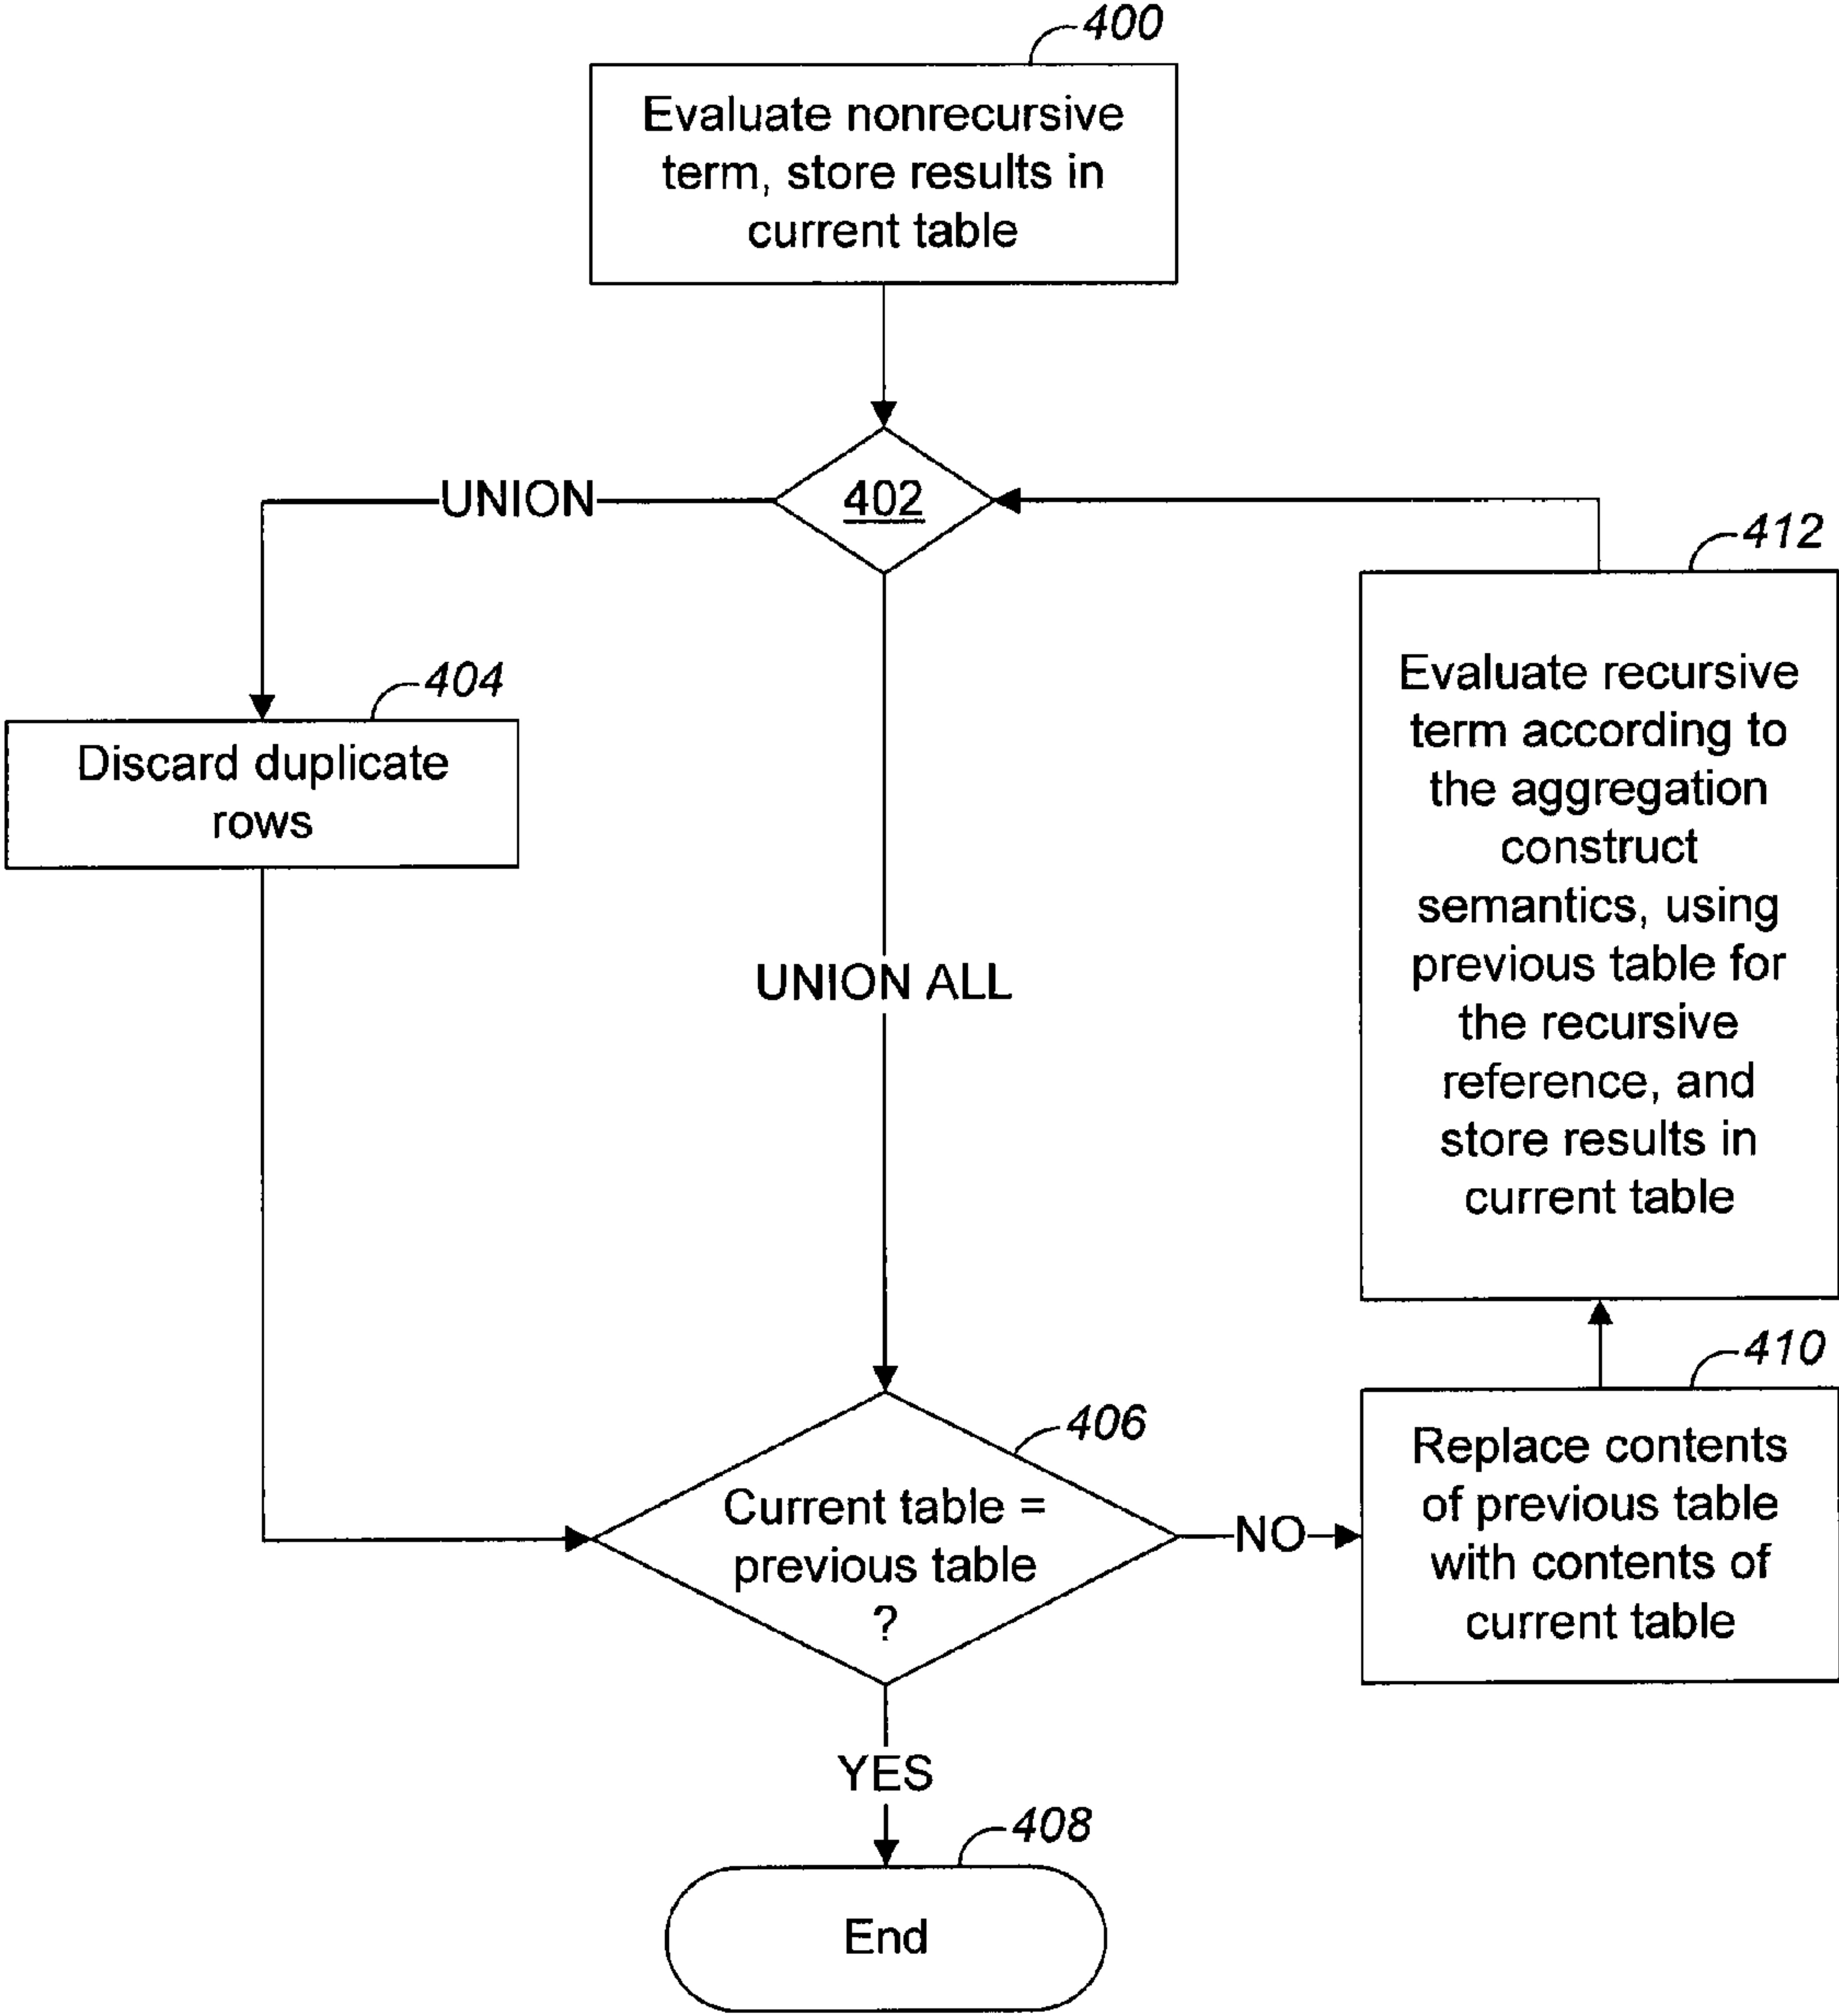 400
Evaluate nonrecursive
term, store results in
current table
402
UNION
412
404
Discard duplicate
rows
Evaluate recursive
term according to
the aggregation
construct
semantics, using
previous table for
the recursive
reference, and
store results in
current table
UNION ALL
406
Current table =
previous table
?
NO
410
Replace contents
of previous table
with contents of
current table
YES
408
End